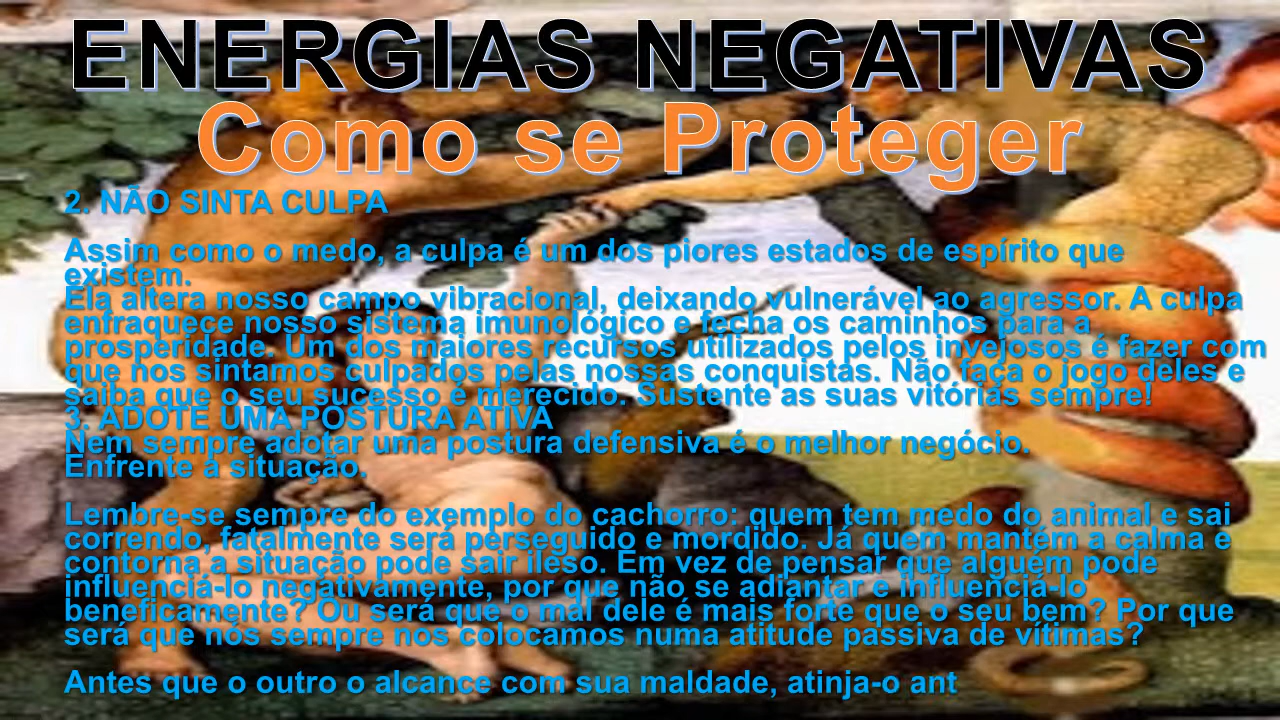 ENERGIAS NEGATIVAS
Como se Proteger
2. NÃO SINTA CULPA
Assim como o medo, a culpa é um dos piores estados de espírito que
existem.
Ela altera nosso campo vibracional, deixando vulnerável ao agressor. A culpa
enfraquece nosso sistema imunológico e fecha os caminhos para a
prosperidade. Um dos maiores recursos utilizados pelos invejosos é fazer com
que nos sintamos culpados pelas nossas conquistas. Não faça o jogo deles e
saiba que o seu sucesso é merecido. Sustente as suas vitórias sempre!
3. ADOTE UMA POSTURA ATIVA
Nem sempre adotar uma postura defensiva é o melhor negócio.
Enfrente a situação.
Lembre-se sempre do exemplo do cachorro: quem tem medo do animal e sai
correndo, fatalmente será perseguido e mordido. Já quem mantém a calma e
contorna a situação pode sair ileso. Em vez de pensar que alguém pode
influenciá-lo negativamente, por que não se adiantar e influenciá-lo
beneficamente? Ou será que o mal dele é mais forte que o seu bem? Por que
será que nós sempre nos colocamos numa atitude passiva de vítimas?
Antes que o outro o alcance com sua maldade, atinja-o ant